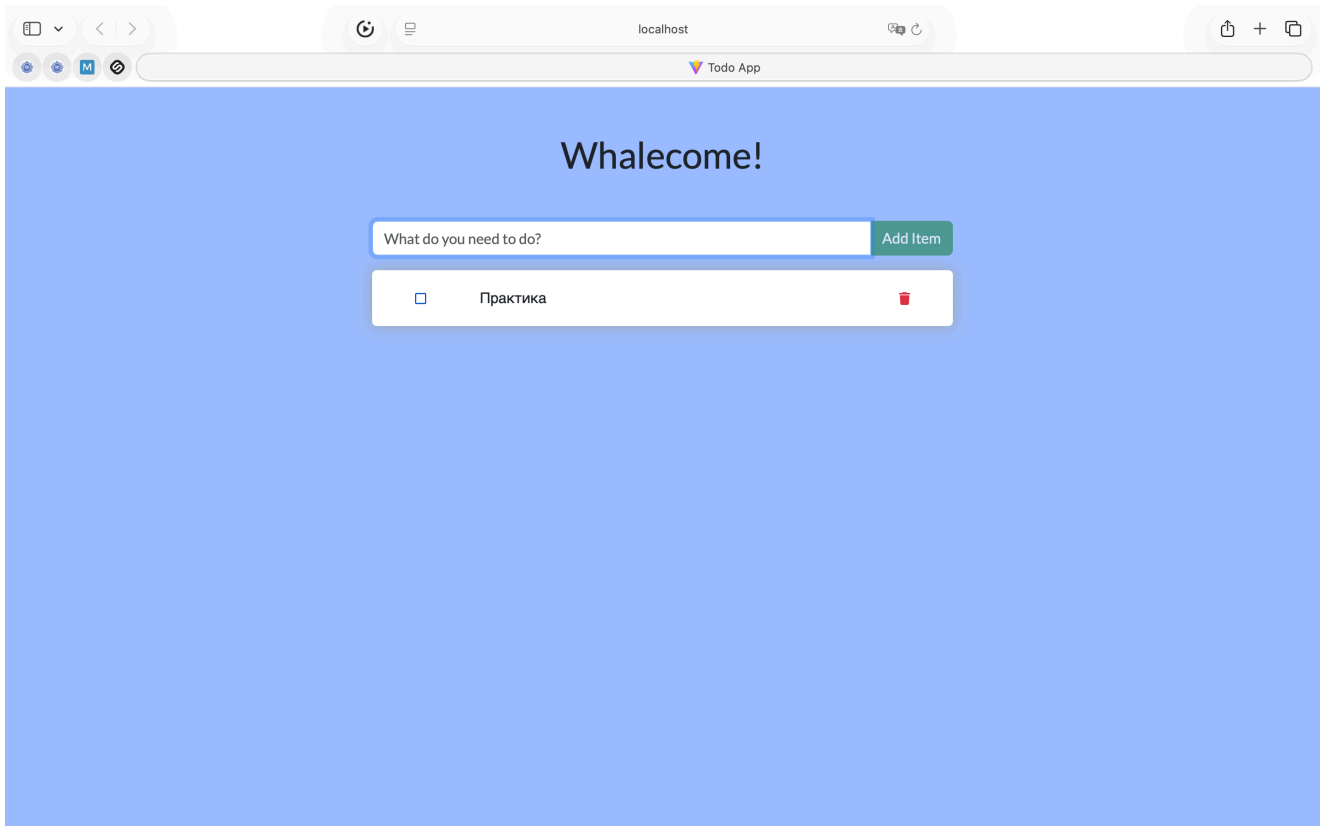 localhost
M
Todo App
Whalecome!
What do you need to do?
Add Item
Практика